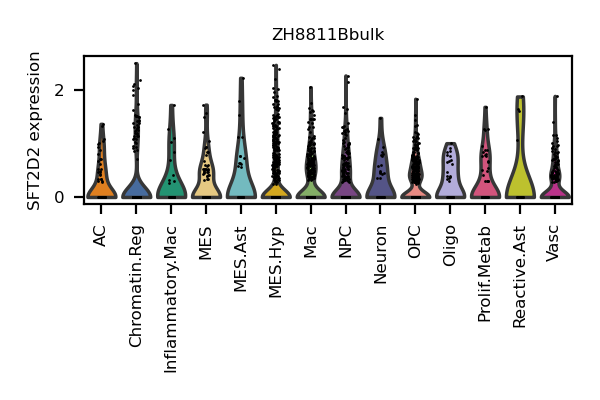 ZH8811Bbulk
SFT2D2 expression
2
0
AC
Chromatin.Reg
Inflammatory.Mac
MES
MES.Ast
MES.Hyp
Mac
NPC
Neuron
OPC
Oligo
Prolif.Metab
Reactive.Ast
Vasc